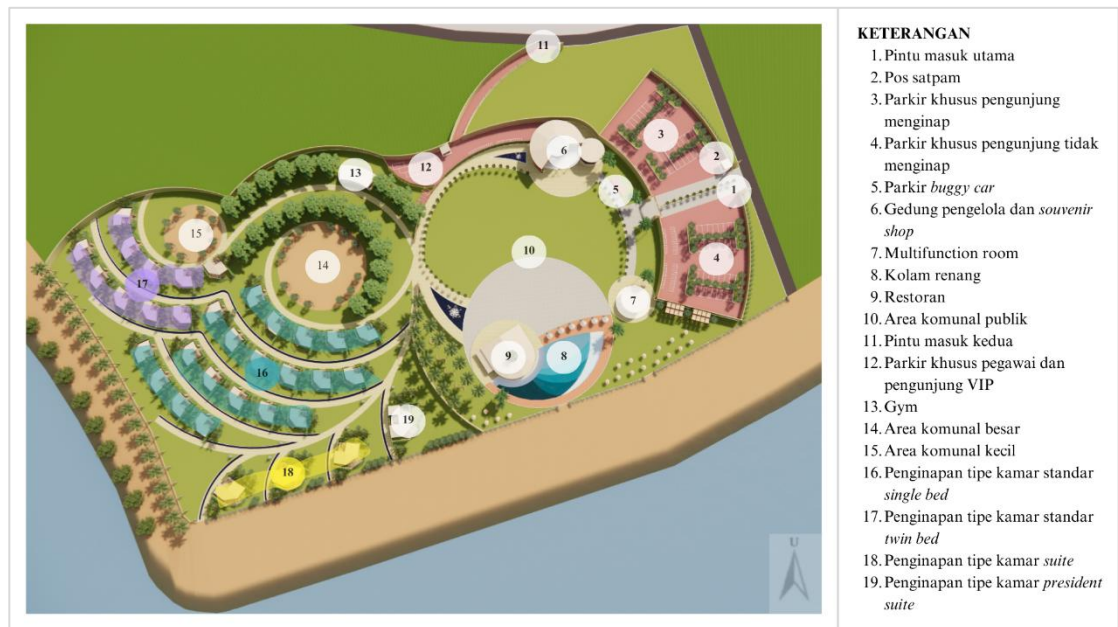 11
3
2
6
12
13
5
1
15
10
4
14
17
7
9
8
16
19
18
U
KETERANGAN
1. Pintu masuk utama
2. Pos satpam
3. Parkir khusus pengunjung
menginap
4. Parkir khusus pengunjung tidak
menginap
5. Parkir buggy car
6. Gedung pengelola dan souvenir
shop
7. Multifunction room
8. Kolam renang
9. Restoran
10. Area komunal publik
11. Pintu masuk kedua
12. Parkir khusus pegawai dan
pengunjung VIP
13. Gym
14. Area komunal besar
15. Area komunal kecil
16. Penginapan tipe kamar standar
single bed
17. Penginapan tipe kamar standar
twin bed
18. Penginapan tipe kamar suite
19. Penginapan tipe kamar president
suite